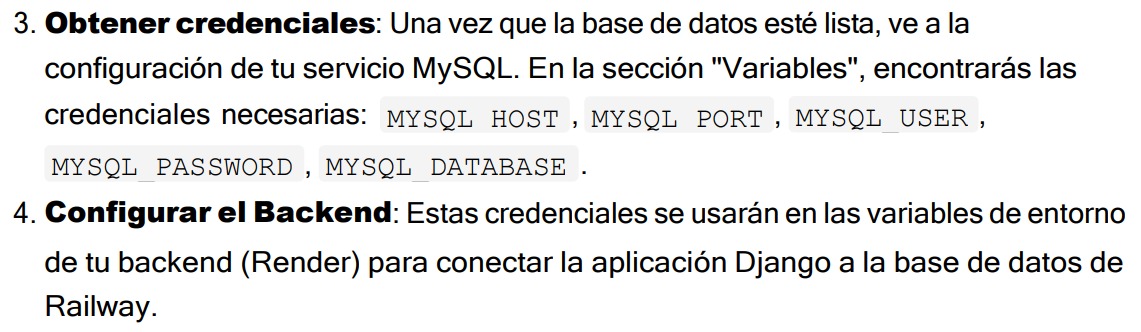 3. Obtener credenciales: Una vez que la base de datos esté lista, ve a la
configuración de tu servicio MySQL. En la sección "Variables", encontrarás las
credenciales necesarias: MYSQL_HOST, MYSQL_PORT, MYSQL_USER,
MYSQL_PASSWORD, MYSQL_DATABASE.
4. Configurar el Backend: Estas credenciales se usarán en las variables de entorno
de tu backend (Render) para conectar la aplicación Django a la base de datos de
Railway.